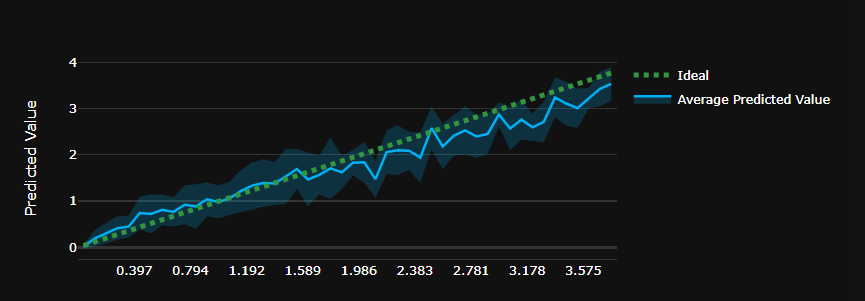 Predicted Value
4
3
2
1
0
0.397 0.794 1.192 1.589 1.986 2.383 2.781 3.178 3.575
Ideal
Average Predicted Value